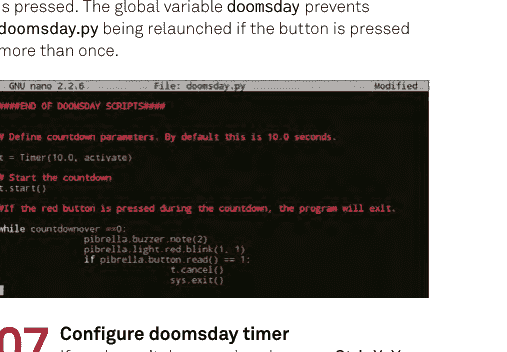 is pressed. The global variable doomsday prevents
doomsday.py being relaunched if the button is pressed
more than once.
GNU nano 2.2.6 File: doomsday.py Modified
####END OF DOOMSDAY SCRIPTS####
# Define countdown parameters. By default this is 10.0 seconds.
t = Timer(10.0, activate)
# Start the countdown
t.start()
#If the red button is pressed during the countdown, the program will exit.
while countdownover ==0:
pibrella.buzzer.note(2)
pibrella.light.red.blink(1, 1)
if pibrella.button.read() == 1:
t.cancel()
sys.exit()
07 Configure doomsday timer